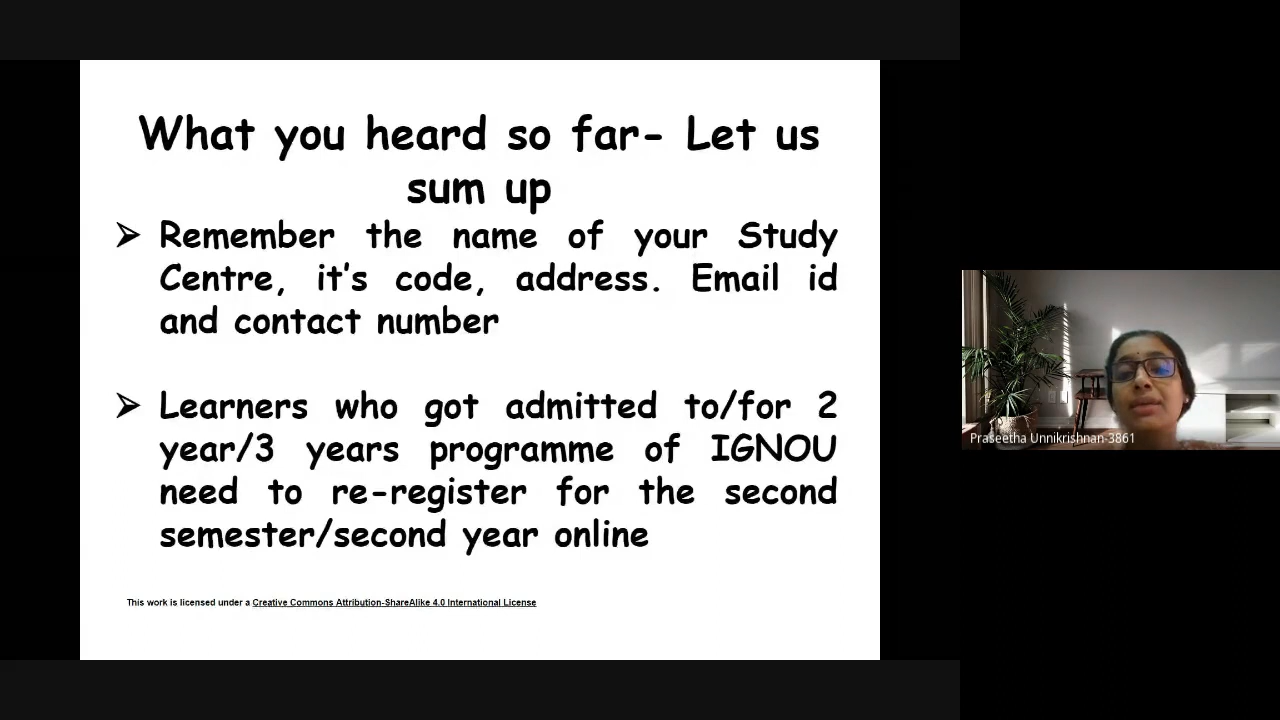 What you heard so far- Let us
sum up
➢ Remember the name of your Study
Centre, it's code, address. Email id
and contact number
➢ Learners who got admitted to/for 2
year/3 years programme of IGNOU
need to re-register for the second
semester/second year online
This work is licensed under a Creative Commons Attribution-ShareAlike 4.0 International License
Praseetha Unnikrishnan-3861